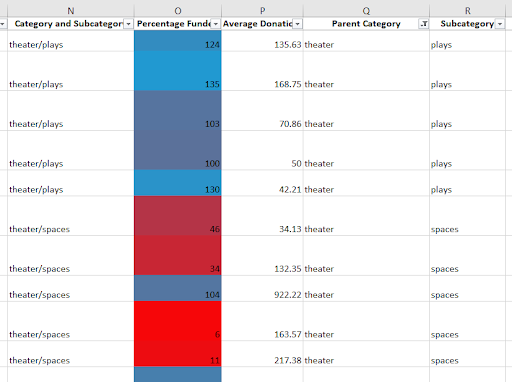 N O P Q R
Category and Subcategor Percentage Funde Average Donatic Parent Category Subcategory
theater/plays 124 135.63 theater plays
theater/plays 135 168.75 theater plays
theater/plays 103 70.86 theater plays
theater/plays 100 50 theater plays
theater/plays 130 42.21 theater plays
theater/spaces 46 34.13 theater spaces
theater/spaces 34 132.35 theater spaces
theater/spaces 104 922.22 theater spaces
theater/spaces 6 163.57 theater spaces
theater/spaces 11 217.38 theater spaces